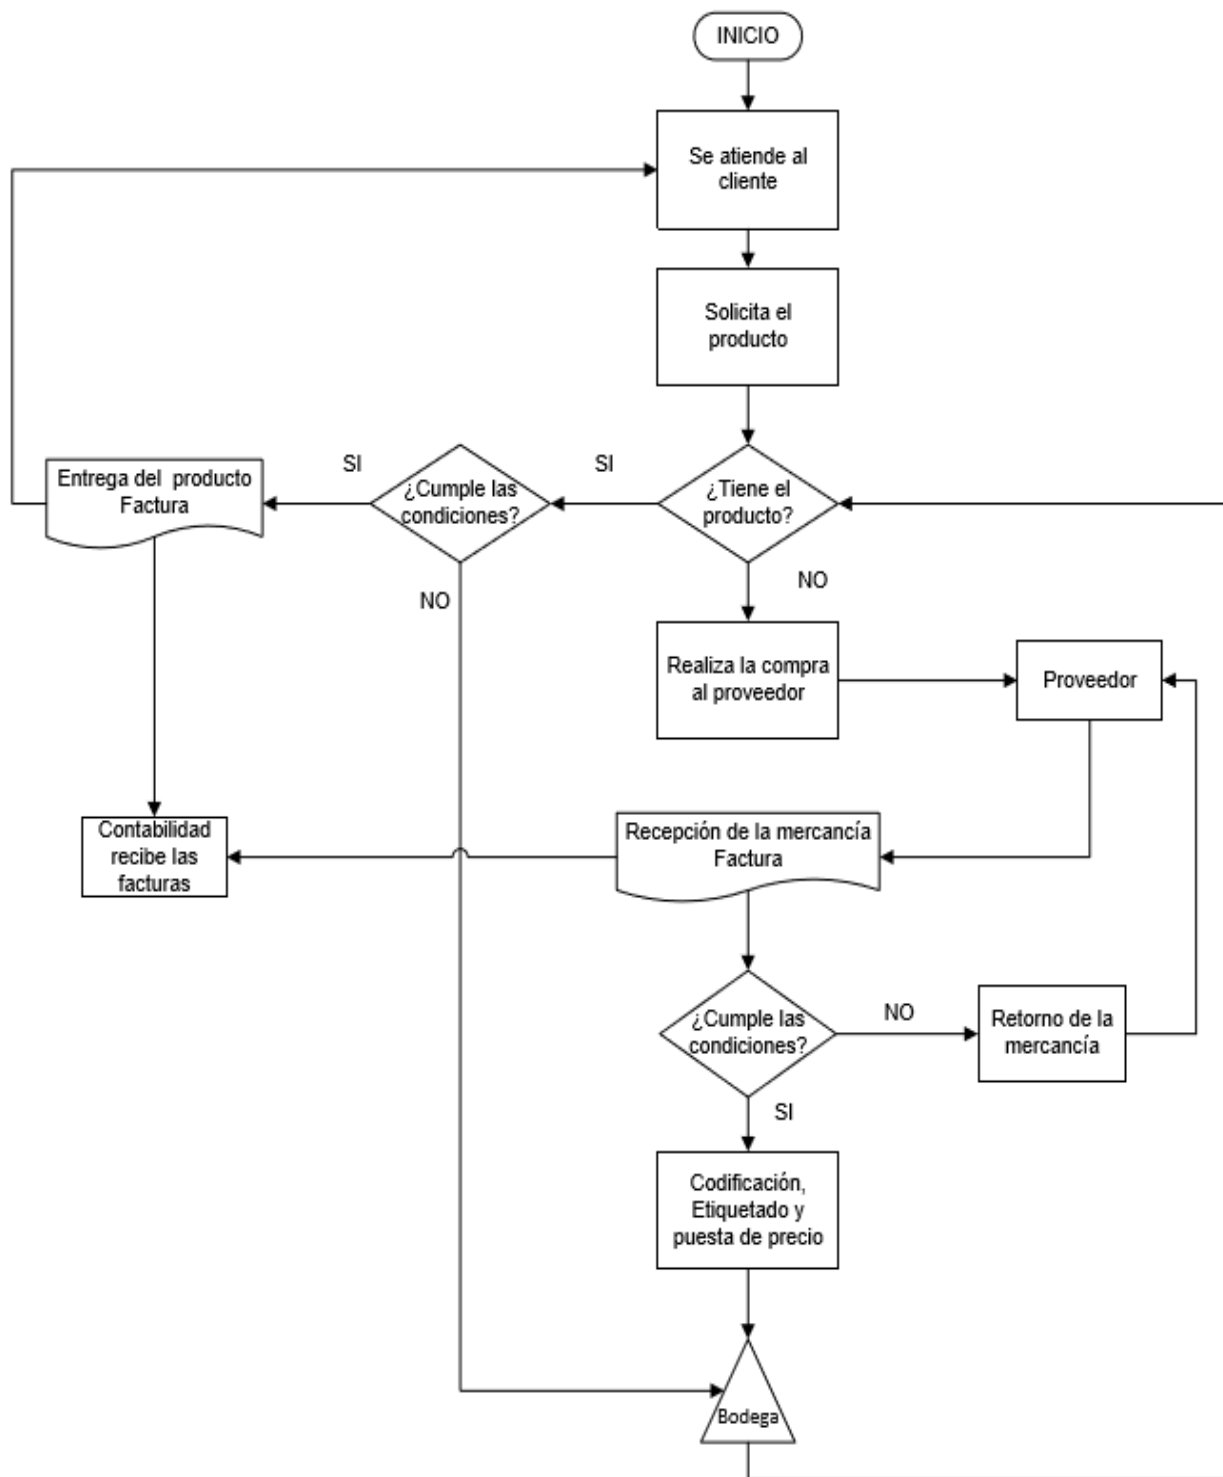 INICIO
Se atiende al
cliente
Solicita el
producto
Entrega del producto
Factura
SI
¿Cumple las
condiciones?
SI
¿Tiene el
producto?
NO
NO
Realiza la compra
al proveedor
Proveedor
Contabilidad
recibe las
facturas
Recepción de la mercancía
Factura
¿Cumple las
condiciones?
NO
Retorno de la
mercancía
SI
Codificación,
Etiquetado y
puesta de precio
Bodega